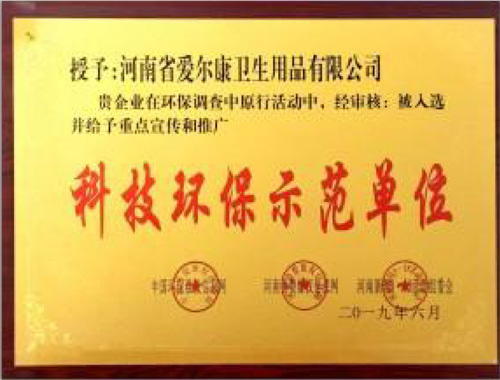 授予:河南省爱尔康卫生用品有限公司
贵企业在环保调查中原行活动中，经审核：被入选
并给予重点宣传和推广
科技环保示范单位
二〇一九年六月